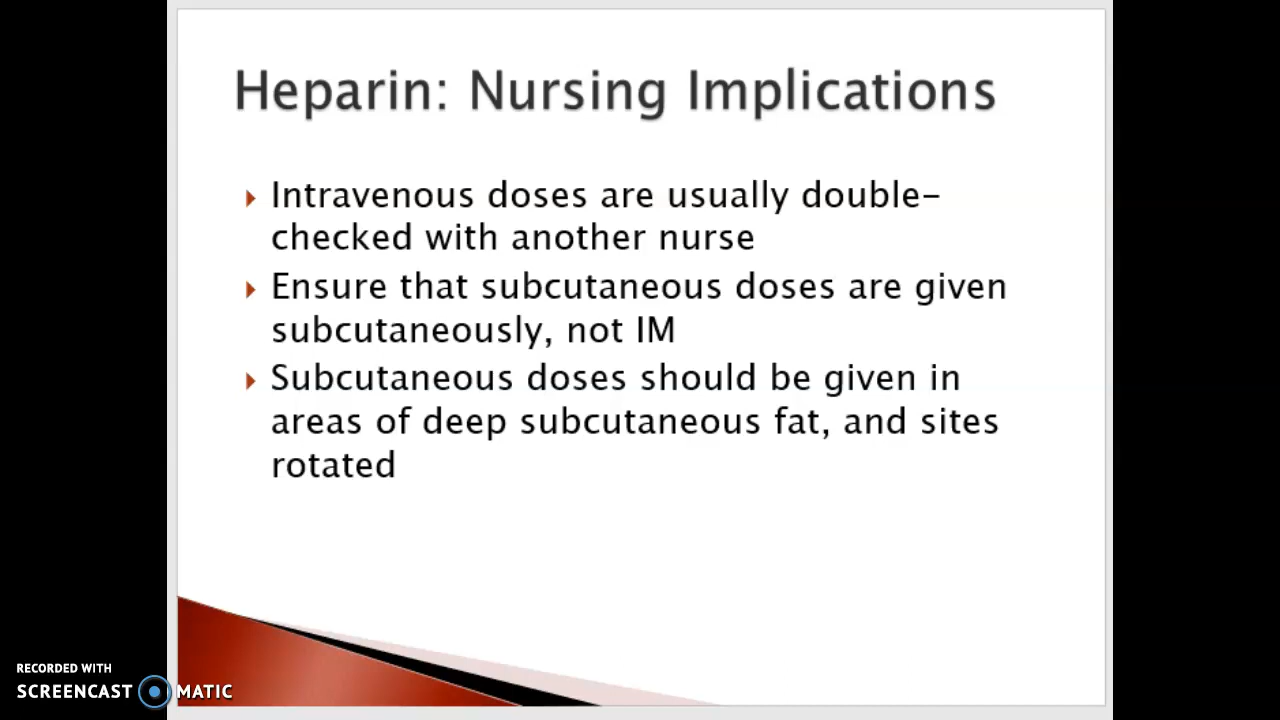 Heparin: Nursing Implications
Intravenous doses are usually double-
checked with another nurse
Ensure that subcutaneous doses are given
subcutaneously, not IM
Subcutaneous doses should be given in
areas of deep subcutaneous fat, and sites
rotated
RECORDED WITH
SCREENCAST MATIC